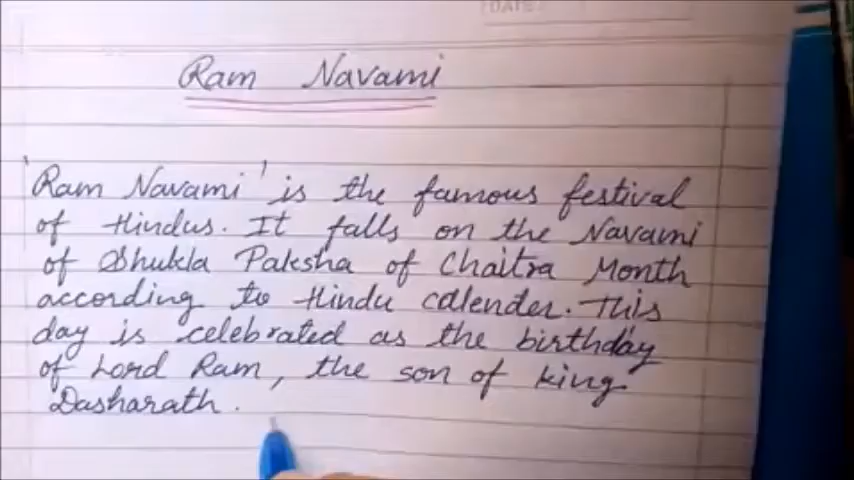 DATE:
Ram Navami
'Ram Navami' is the famous festival
of Hindus. It falls on the Navami
of Shukla Paksha of Chaitra Month
according to Hindu calender. This
day is celebrated as the birthday
of Lord Ram, the son of king
Dasharath.